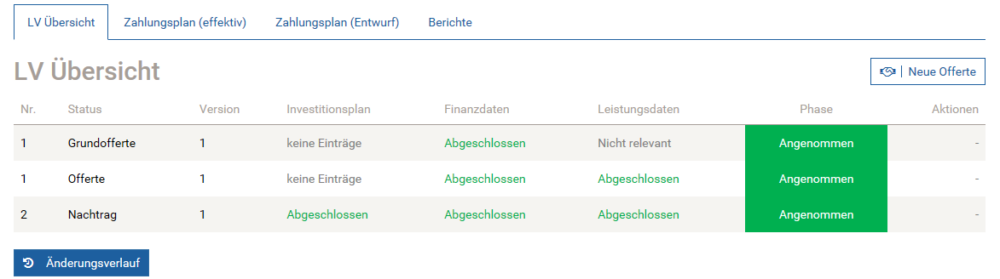 LV Übersicht Zahlungsplan (effektiv) Zahlungsplan (Entwurf) Berichte
LV Übersicht
Neue Offerte
Nr. Status Version Investitionsplan Finanzdaten Leistungsdaten Phase Aktionen
1 Grundofferte 1 keine Einträge Abgeschlossen Nicht relevant Angenommen -
1 Offerte 1 keine Einträge Abgeschlossen Abgeschlossen Angenommen -
2 Nachtrag 1 Abgeschlossen Abgeschlossen Abgeschlossen Angenommen -
Änderungsverlauf